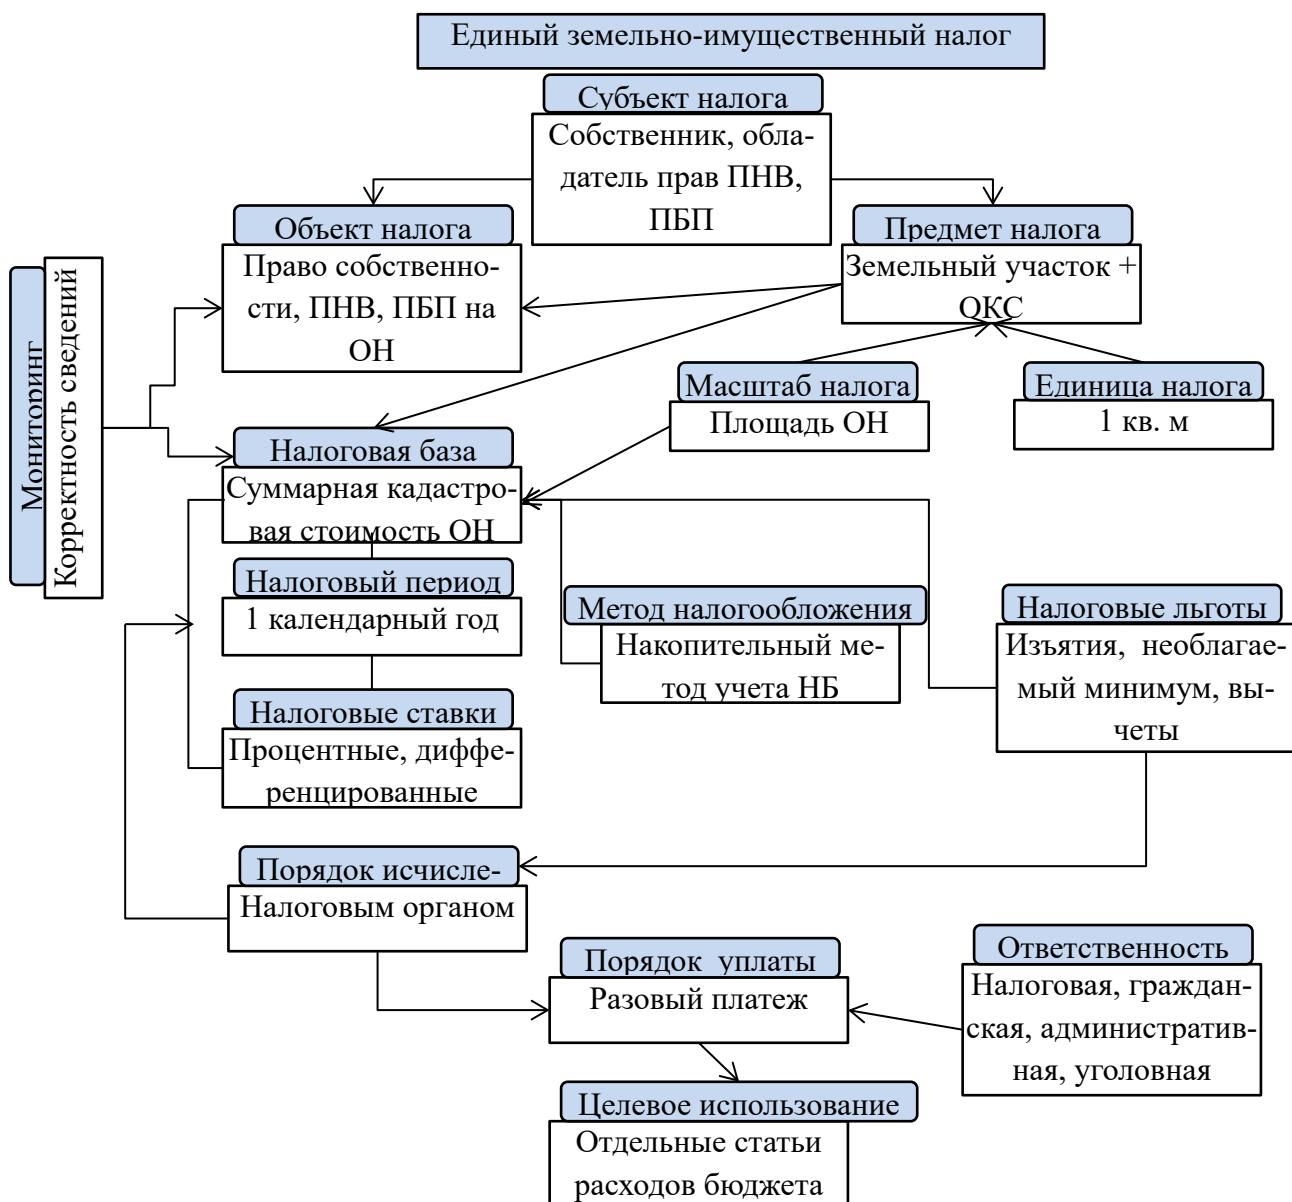 Единый земельно-имущественный налог
Субъект налога
Собственник, обла-
датель прав ПНВ,
ПБП
Объект налога
Право собственно-
сти, ПНВ, ПБП на
ОН
Предмет налога
Земельный участок +
ОКС
Мониторинг
Корректность сведений
Масштаб налога
Площадь ОН
Единица налога
1 кв. м
Налоговая база
Суммарная кадастро-
вая стоимость ОН
Налоговый период
1 календарный год
Метод налогообложения
Накопительный ме-
тод учета НБ
Налоговые льготы
Изъятия, необлагае-
мый минимум, вы-
четы
Налоговые ставки
Процентные, диффе-
ренцированные
Порядок исчисле-
Налоговым органом
Порядок уплаты
Разовый платеж
Ответственность
Налоговая, граждан-
ская, административ-
ная, уголовная
Целевое использование
Отдельные статьи
расходов бюджета